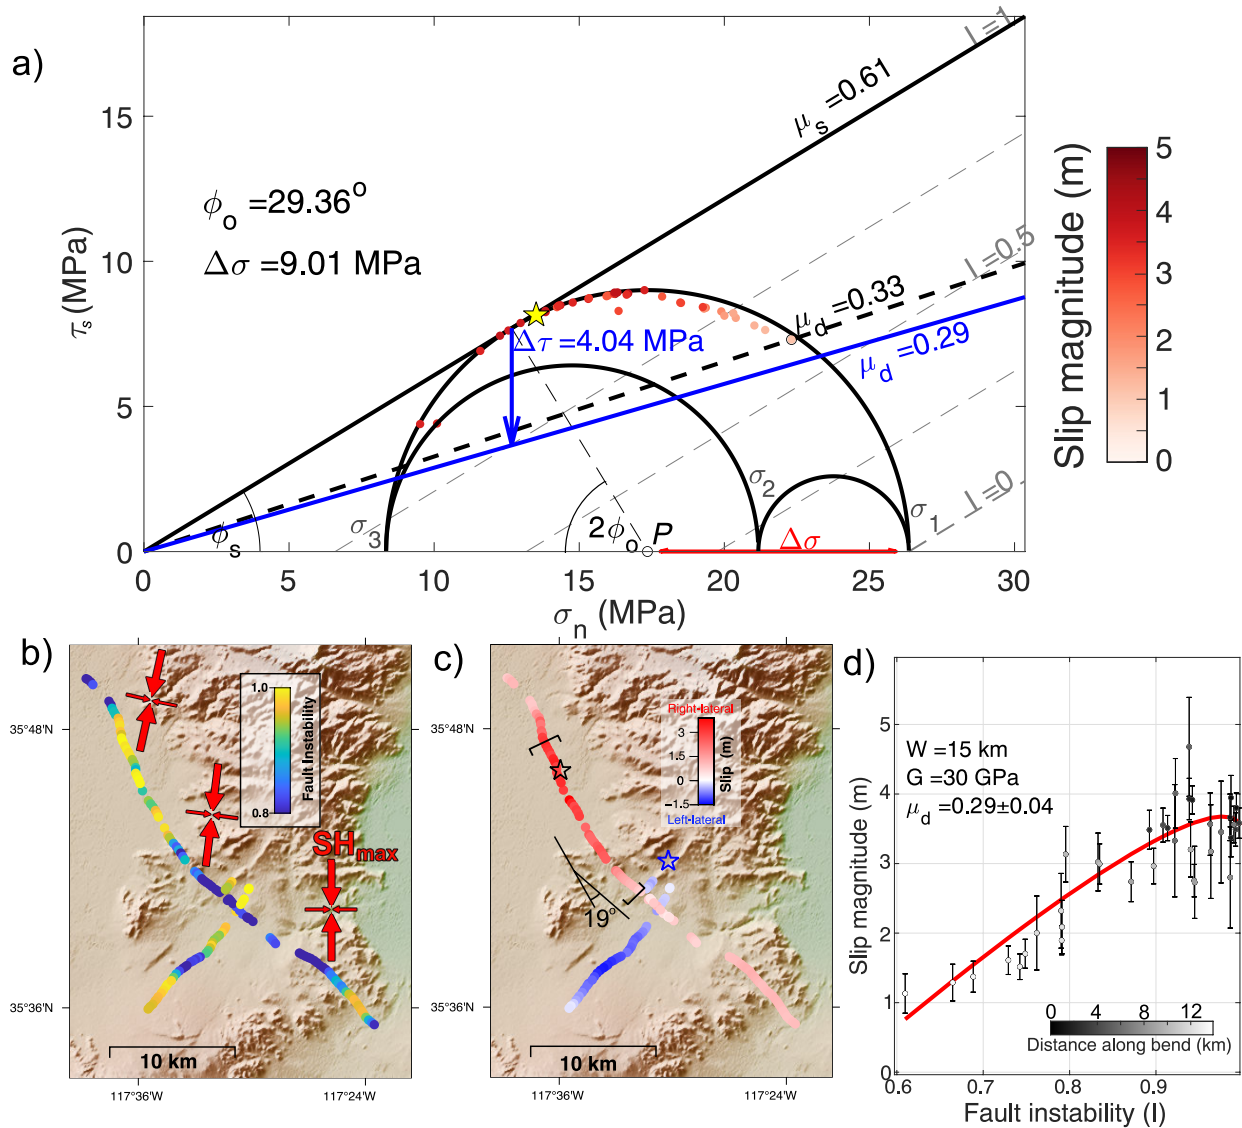 a)
τs (MPa)
15
10
5
0
ϕo =29.36o
Δσ =9.01 MPa
μs =0.61
I=1
I=0.5
μd =0.33
μd =0.29
Δτ =4.04 MPa
I=0
ϕs
σ3
2ϕo
P
σ2
Δσ
σ1
0
5
10
15
20
25
30
σn (MPa)
Slip magnitude (m)
5
4
3
2
1
0
b)
1.0
Fault Instability
0.8
SHmax
35°48'N
35°36'N
10 km
117°36'W
117°24'W
c)
Right-lateral
3
1.5
0
−1.5
Slip (m)
Left-lateral
19°
35°48'N
35°36'N
10 km
117°36'W
117°24'W
d)
Slip magnitude (m)
5
4
3
2
1
0
W = 15 km
G =30 GPa
μd =0.29±0.04
0 4 8 12
Distance along bend (km)
0.6
0.7
0.8
0.9
Fault instability (I)